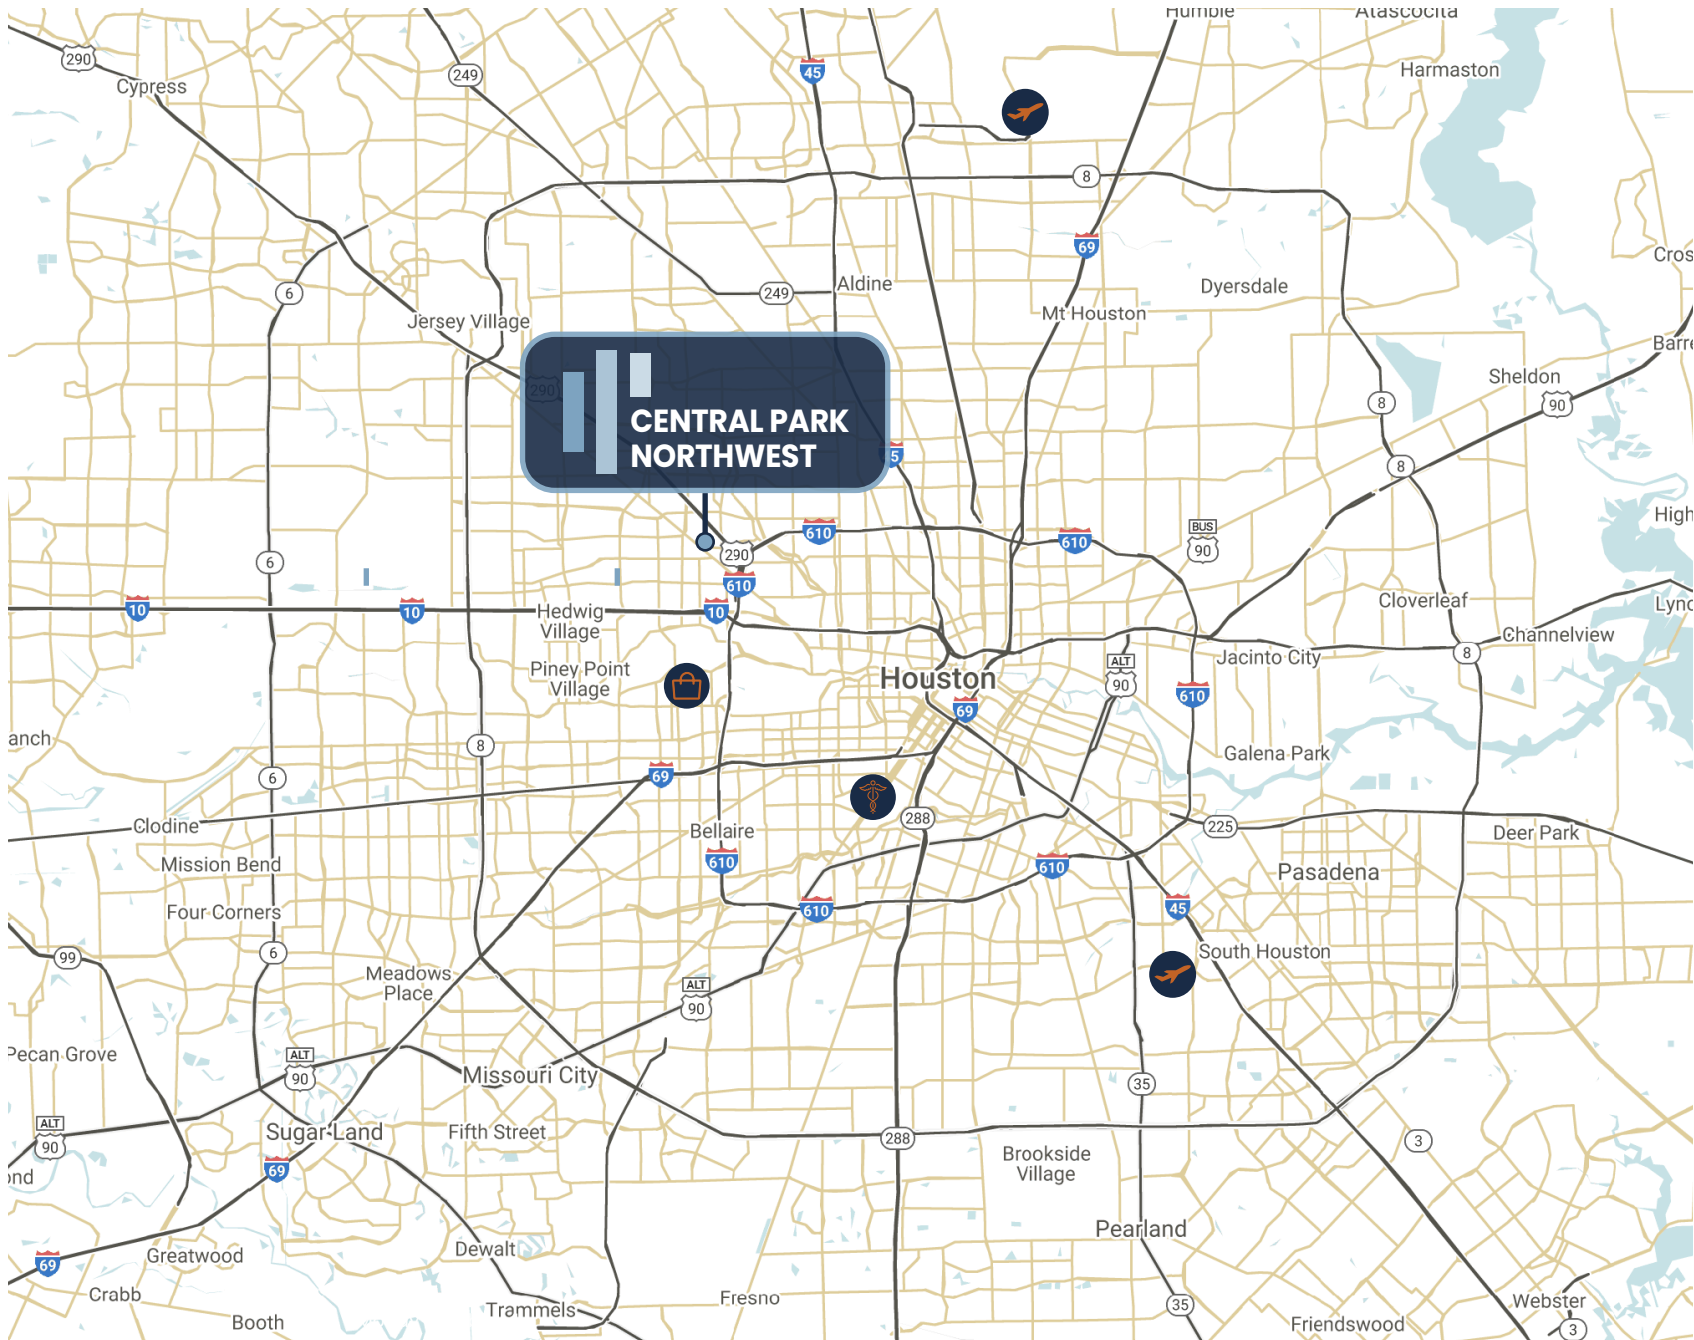 Humble
Atascocita
290
249
45
Harmaston
Cypress
8
69
Cros
6
249
Aldine
Dyersdale
Mt Houston
Jersey Village
Barre
290
Sheldon
8
90
CENTRAL PARK
NORTHWEST
5
8
High
610
610
BUS
90
290
6
610
10
10
Hedwig
Village
10
Cloverleaf
Lync
Channelview
8
Jacinto City
Piney Point
Village
Houston
ALT
90
610
69
anch
8
Galena Park
6
69
Clodine
Bellaire
288
225
Deer Park
Mission Bend
610
610
Pasadena
Four Corners
610
45
6
99
South Houston
Meadows
Place
ALT
90
Pecan Grove
ALT
90
Missouri City
35
ALT
90
Sugar Land
Fifth Street
288
3
Brookside
Village
ond
69
Pearland
Greatwood
Dewalt
69
Crabb
Fresno
Trammels
35
Webster
Booth
Friendswood
3